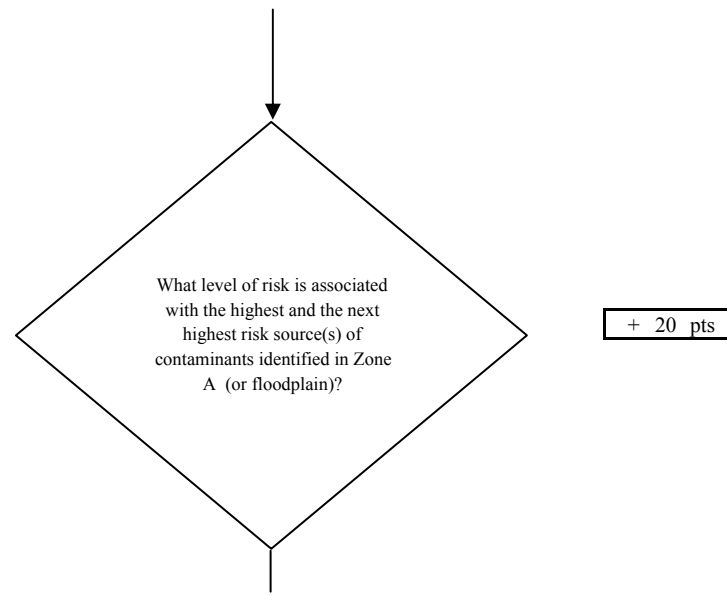 What level of risk is associated
with the highest and the next
highest risk source(s) of
contaminants identified in Zone
A (or floodplain)?
+ 20 pts